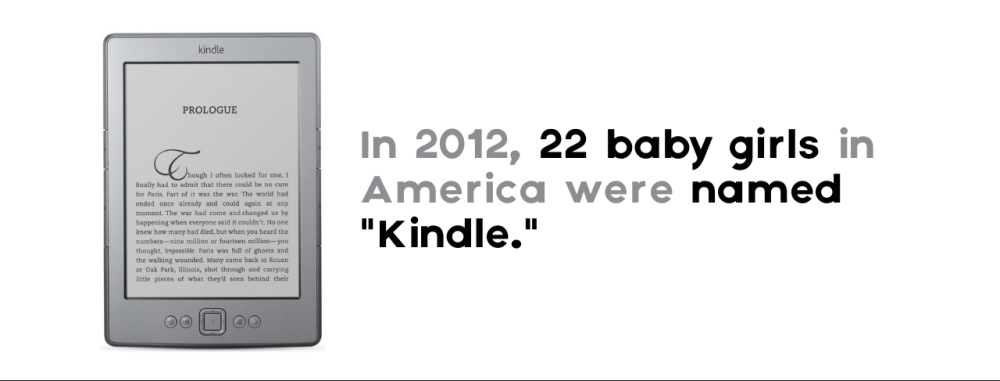 kindle
PROLOGUE
Though I often looked for one, I
finally had to admit that there could be no cure
for Paris. Part of it was the war. The world had
ended once already and could again at any
moment. The war had come and changed us by
happening when everyone said it couldn't. No one
knew how many had died, but when you heard the
numbers—nine million or fourteen million—you
thought, Impossible. Paris was full of ghosts and
the walking wounded. Many came back to Rouen
or Oak Park, Illinois, shot through and carrying
little pieces of what they'd seen behind their
In 2012, 22 baby girls in
America were named
"Kindle."